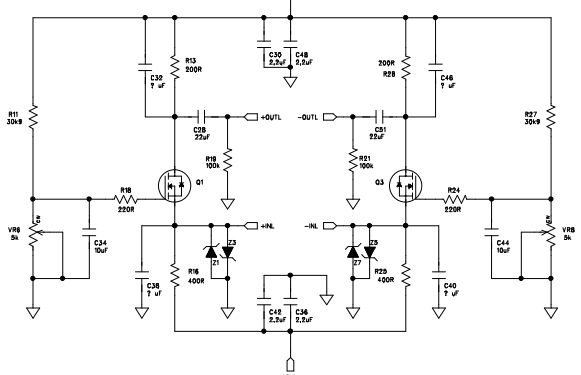 R13
200R
C32
? uF
C30
2.2uF
C48
2.2uF
200R
R28
C46
? uF
R11
30k9
R27
30k9
C28
22uF
+OUTL
-OUTL
C51
22uF
R19
100k
R21
100k
R18
220R
Q1
Q3
R24
220R
VR6
5k
CW
C34
10uF
+INL
-INL
Z1
Z3
Z7
Z5
C44
10uF
VR8
5k
C38
? uF
R16
400R
R25
400R
C40
? uF
C42
2.2uF
C36
2.2uF